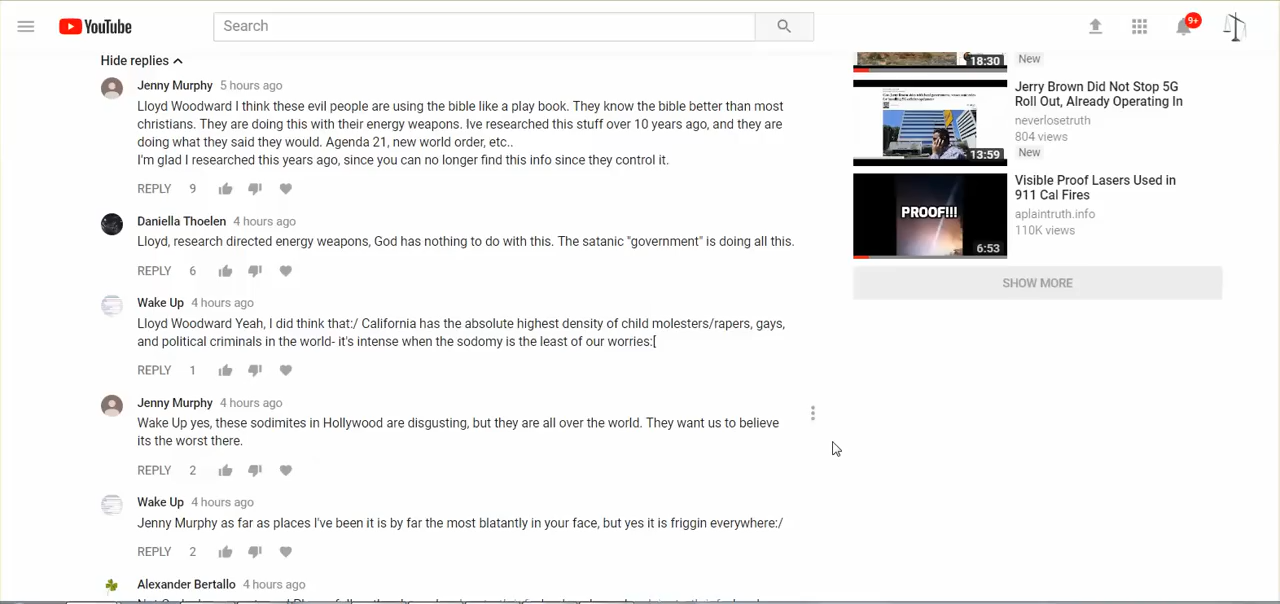 YouTube
Search
9+
Hide replies
Jenny Murphy 5 hours ago
Lloyd Woodward I think these evil people are using the bible like a play book. They know the bible better than most
christians. They are doing this with their energy weapons. Ive researched this stuff over 10 years ago, and they are
doing what they said they would. Agenda 21, new world order, etc..
I'm glad I researched this years ago, since you can no longer find this info since they control it.
REPLY 9
Daniella Thoelen 4 hours ago
Lloyd, research directed energy weapons, God has nothing to do with this. The satanic "government" is doing all this.
REPLY 6
Wake Up 4 hours ago
Lloyd Woodward Yeah, I did think that:/ California has the absolute highest density of child molesters/rapers, gays,
and political criminals in the world- it's intense when the sodomy is the least of our worries:[
REPLY 1
Jenny Murphy 4 hours ago
Wake Up yes, these sodimites in Hollywood are disgusting, but they are all over the world. They want us to believe
its the worst there.
REPLY 2
Wake Up 4 hours ago
Jenny Murphy as far as places I've been it is by far the most blatantly in your face, but yes it is friggin everywhere:/
REPLY 2
Alexander Bertallo 4 hours ago
18:30
New
Jerry Brown Did Not Stop 5G
Roll Out, Already Operating In
neverlosetruth
804 views
New
13:59
Visible Proof Lasers Used in
911 Cal Fires
aplaintruth.info
110K views
PROOF!!!
6:53
SHOW MORE